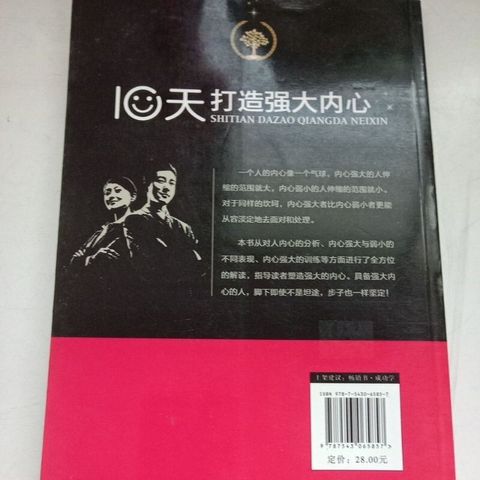 10天打造强大内心
SHITIAN DAZAO QIANGDA NEIXIN
一个人的内心像一个气球，内心强大的人伸
缩的范围就大，内心弱小的人伸缩的范围就小。
对于同样的坎坷，内心强大者比内心弱小者更能
从容淡定地去面对和处理。
本书从对人内心的分析、内心强大与弱小的
不同表现、内心强大的训练等方面进行了全方位
的解读，指导读者塑造强大的内心。具备强大内
心的人，脚下即使不是坦途，步子也一样坚定！
上架建议：畅销书·成功学
ISBN 978-7-5430-6585-7
9 787543 065857 >
定价：28.00元